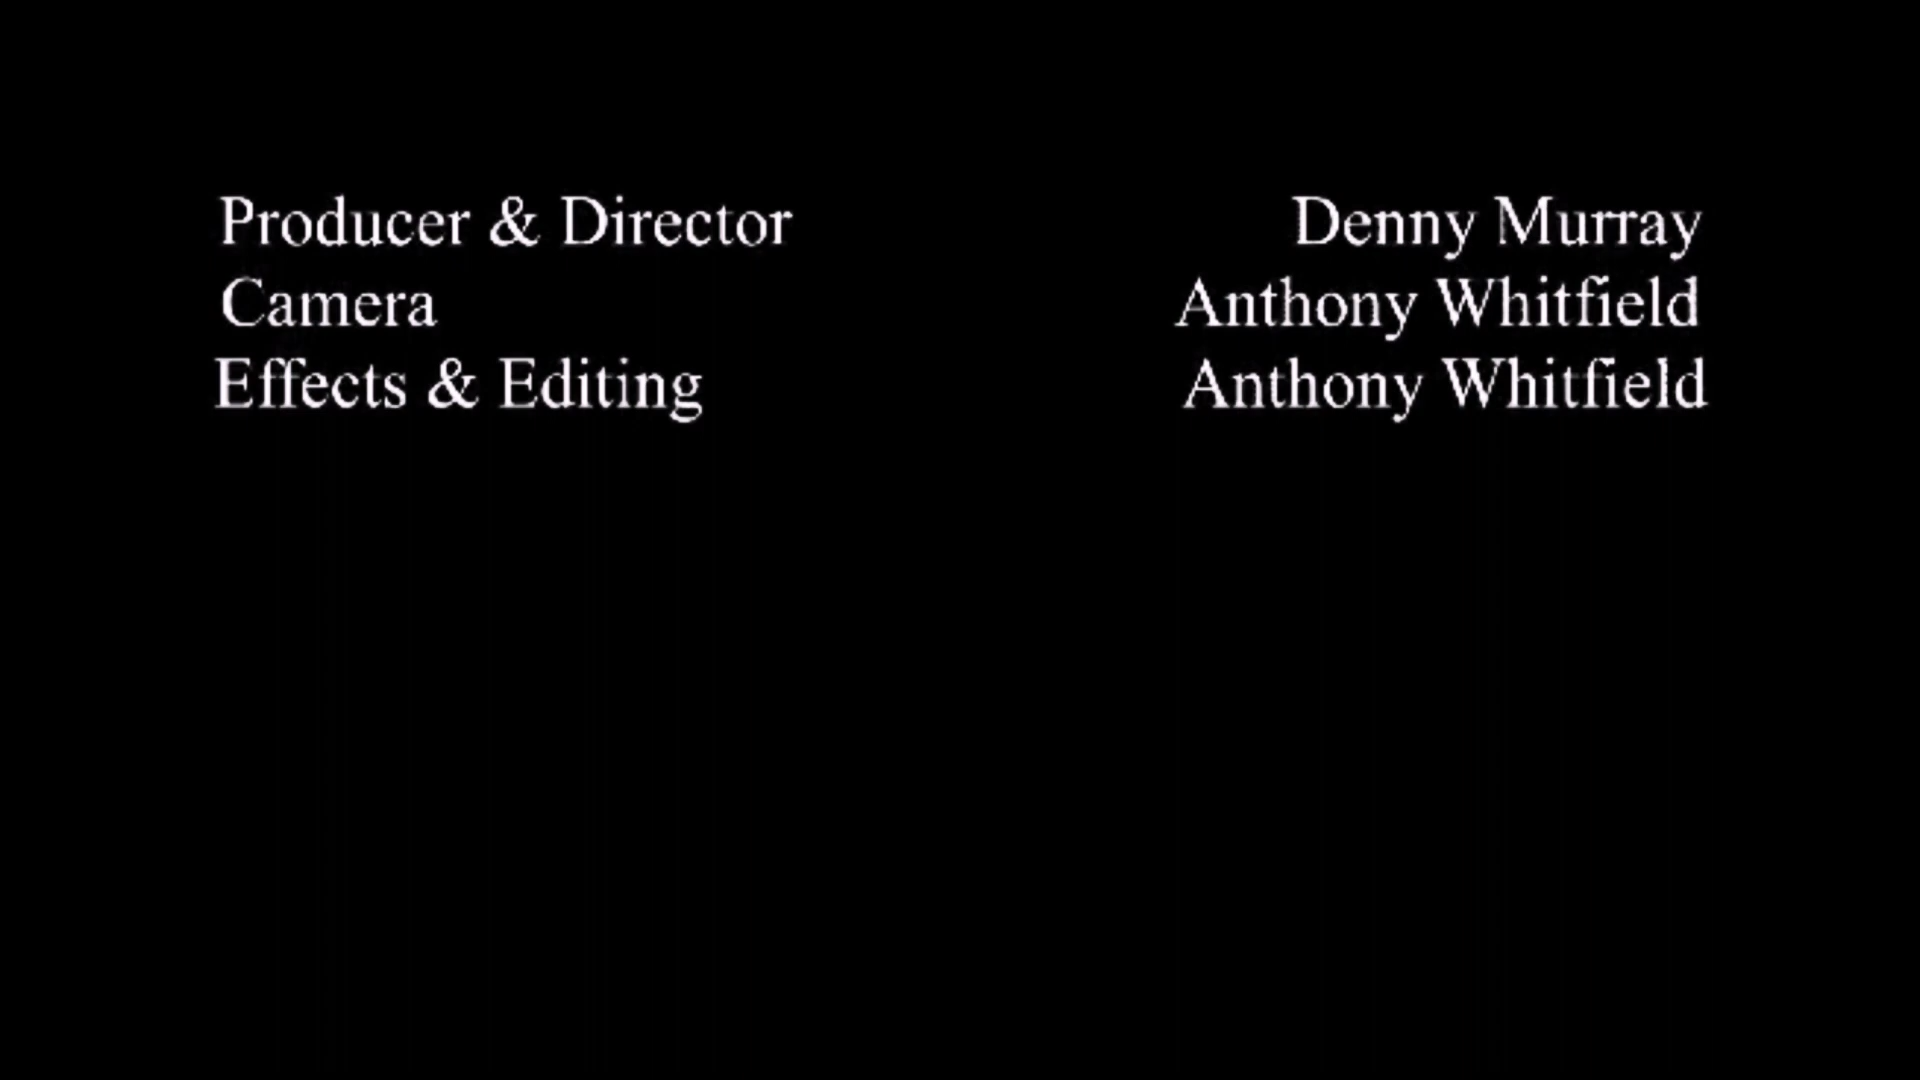 Producer & Director Denny Murray
Camera Anthony Whitfield
Effects & Editing Anthony Whitfield